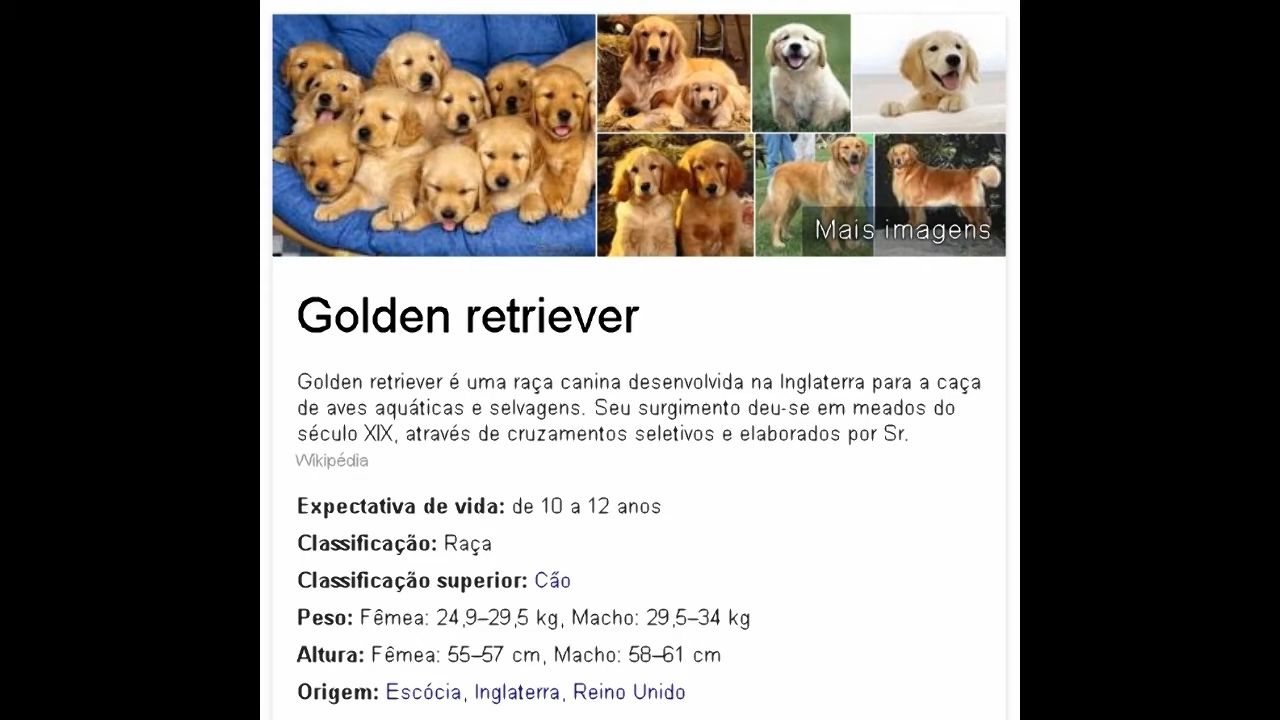 Mais imagens
Golden retriever
Golden retriever é uma raça canina desenvolvida na Inglaterra para a caça
de aves aquáticas e selvagens. Seu surgimento deu-se em meados do
século XIX, através de cruzamentos seletivos e elaborados por Sr.
Wikipédia
Expectativa de vida: de 10 a 12 anos
Classificação: Raça
Classificação superior: Cão
Peso: Fêmea: 24,9–29,5 kg, Macho: 29,5–34 kg
Altura: Fêmea: 55–57 cm, Macho: 58–61 cm
Origem: Escócia, Inglaterra, Reino Unido